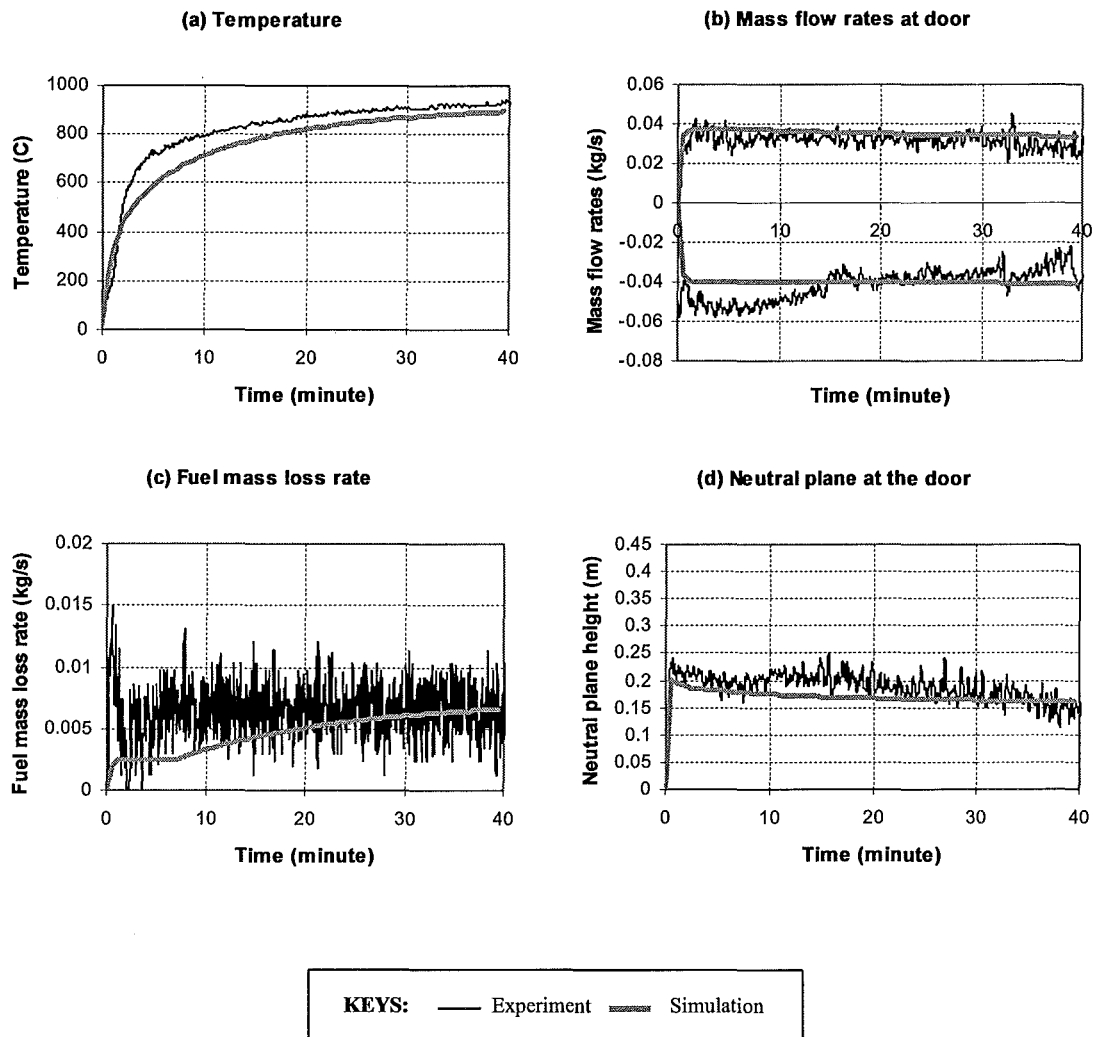 (a) Temperature
1000
800
600
400
200
0
Temperature (C)
0 10 20 30 40
Time (minute)
(b) Mass flow rates at door
0.06
0.04
0.02
0
-0.02
-0.04
-0.06
-0.08
Mass flow rates (kg/s)
0 10 20 30 40
Time (minute)
(c) Fuel mass loss rate
0.02
0.015
0.01
0.005
0
Fuel mass loss rate (kg/s)
0 10 20 30 40
Time (minute)
(d) Neutral plane at the door
0.45
0.4
0.35
0.3
0.25
0.2
0.15
0.1
0.05
0
Neutral plane height (m)
0 10 20 30 40
Time (minute)
KEYS: Experiment Simulation